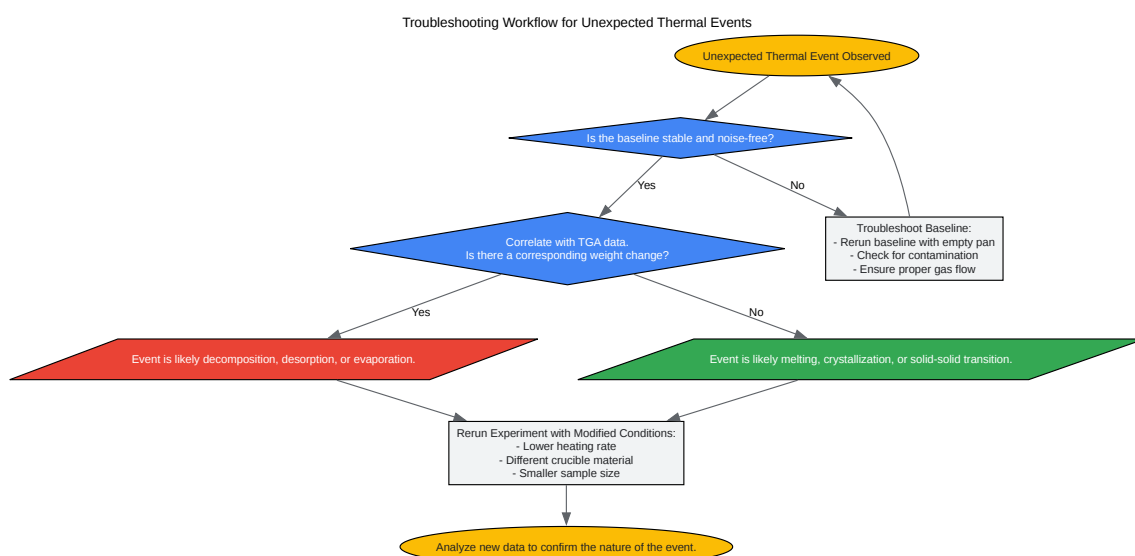 Troubleshooting Workflow for Unexpected Thermal Events
Unexpected Thermal Event Observed
Is the baseline stable and noise-free?
Yes
No
Troubleshoot Baseline:
- Rerun baseline with empty pan
- Check for contamination
- Ensure proper gas flow
Correlate with TGA data.
Is there a corresponding weight change?
Yes
No
Event is likely decomposition, desorption, or evaporation.
Event is likely melting, crystallization, or solid-solid transition.
Rerun Experiment with Modified Conditions:
- Lower heating rate
- Different crucible material
- Smaller sample size
Analyze new data to confirm the nature of the event.